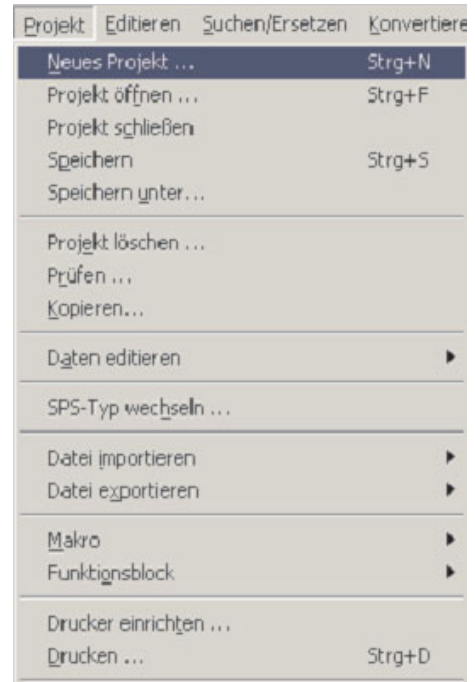 Projekt Editieren Suchen/Ersetzen Konvertiere
Neues Projekt ... Strg+N
Projekt öffnen ... Strg+F
Projekt schließen
Speichern Strg+S
Speichern unter...
Projekt löschen ...
Prüfen ...
Kopieren...
Daten editieren
SPS-Typ wechseln ...
Datei importieren
Datei exportieren
Makro
Funktionsblock
Drucker einrichten ...
Drucken ... Strg+D